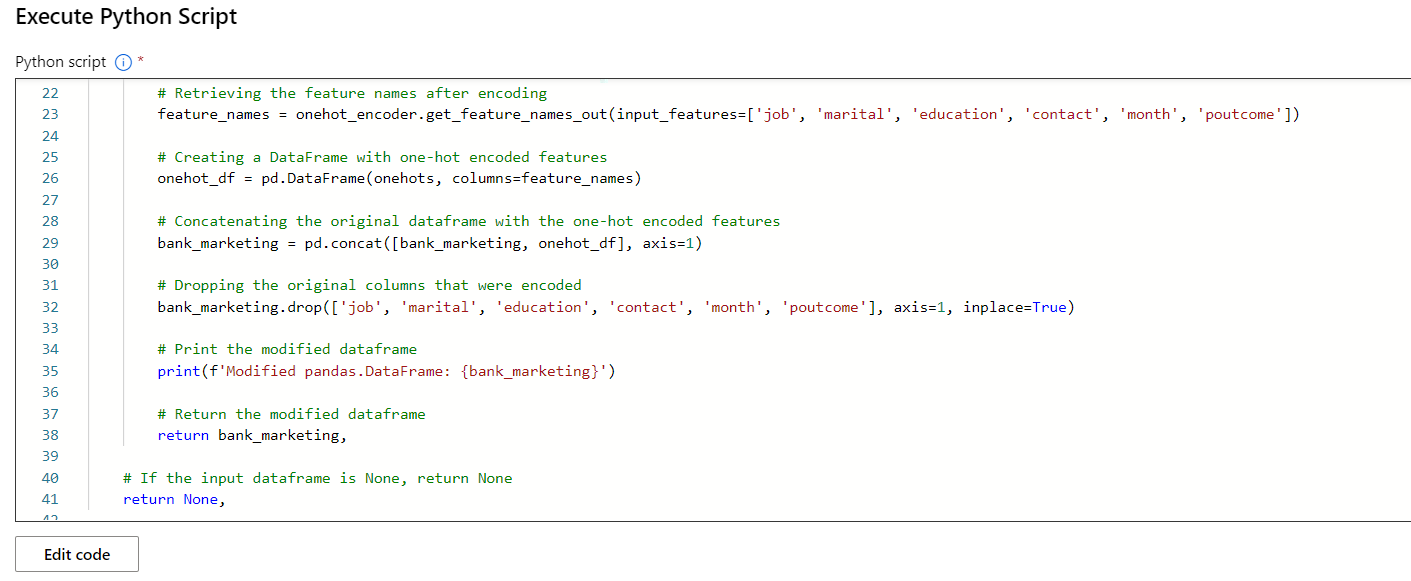 Execute Python Script
Python script *
22 # Retrieving the feature names after encoding
23 feature_names = onehot_encoder.get_feature_names_out(input_features=['job', 'marital', 'education', 'contact', 'month', 'poutcome'])
24
25 # Creating a DataFrame with one-hot encoded features
26 onehot_df = pd.DataFrame(onehots, columns=feature_names)
27
28 # Concatenating the original dataframe with the one-hot encoded features
29 bank_marketing = pd.concat([bank_marketing, onehot_df], axis=1)
30
31 # Dropping the original columns that were encoded
32 bank_marketing.drop(['job', 'marital', 'education', 'contact', 'month', 'poutcome'], axis=1, inplace=True)
33
34 # Print the modified dataframe
35 print(f'Modified pandas.DataFrame: {bank_marketing}')
36
37 # Return the modified dataframe
38 return bank_marketing,
39
40 # If the input dataframe is None, return None
41 return None,
42
Edit code